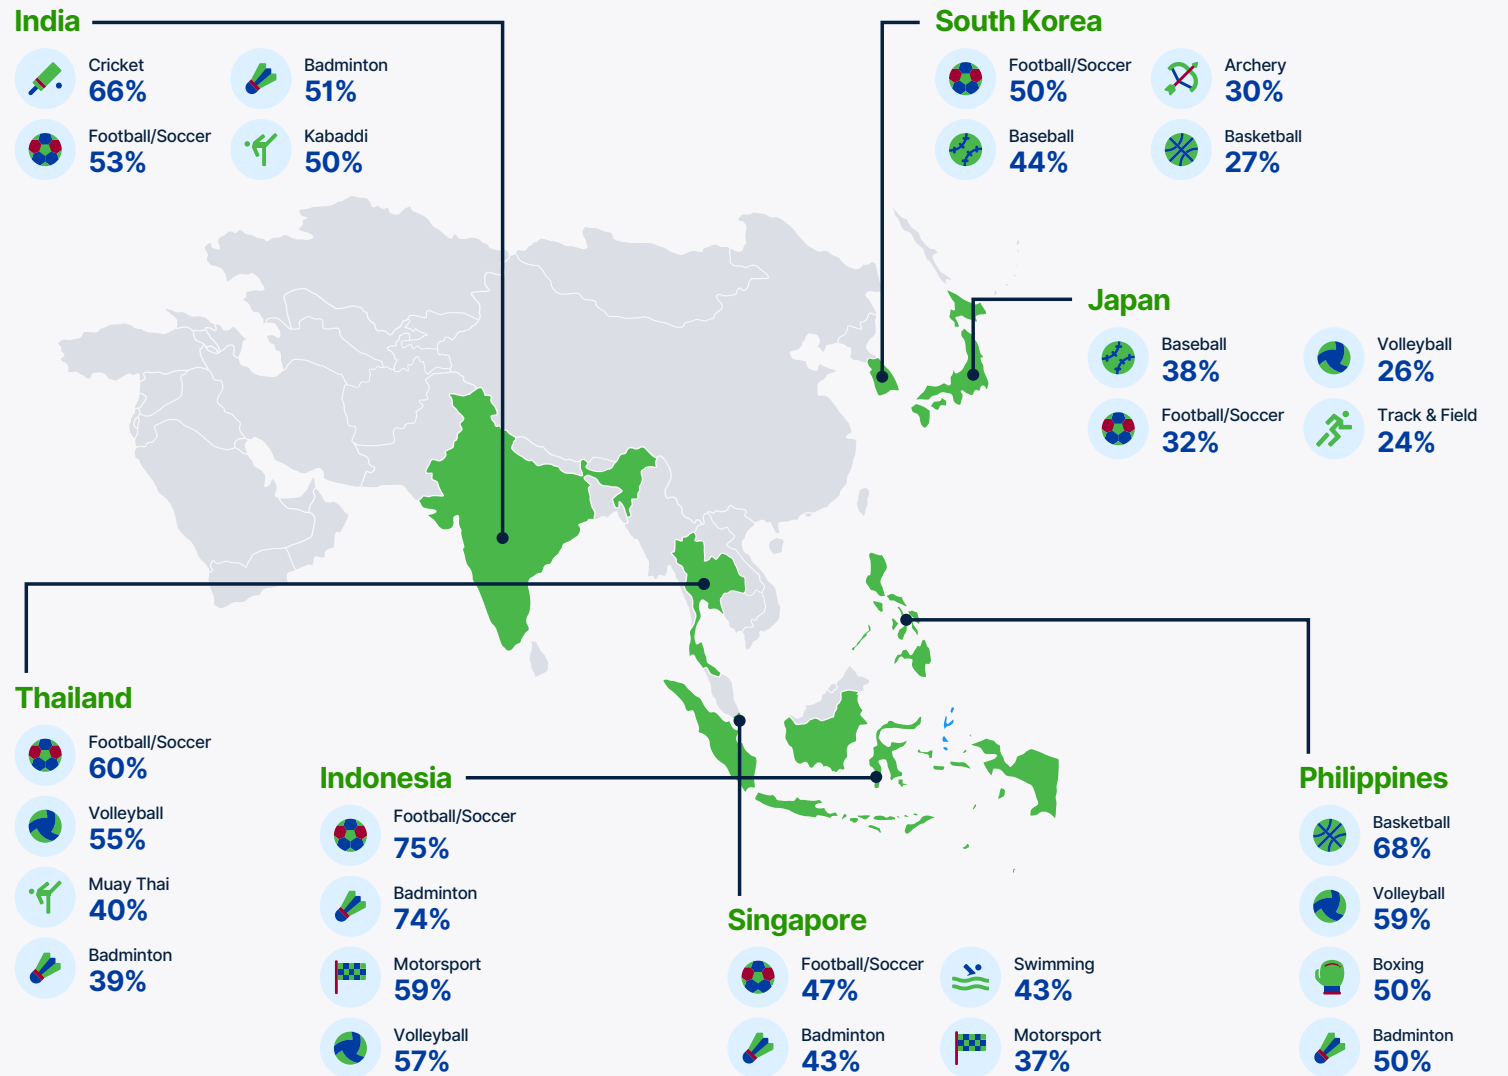 India
Cricket
66%
Badminton
51%
Football/Soccer
53%
Kabaddi
50%
South Korea
Football/Soccer
50%
Archery
30%
Baseball
44%
Basketball
27%
Japan
Baseball
38%
Volleyball
26%
Football/Soccer
32%
Track & Field
24%
Thailand
Football/Soccer
60%
Volleyball
55%
Muay Thai
40%
Badminton
39%
Indonesia
Football/Soccer
75%
Badminton
74%
Motorsport
59%
Volleyball
57%
Singapore
Football/Soccer
47%
Swimming
43%
Badminton
43%
Motorsport
37%
Philippines
Basketball
68%
Volleyball
59%
Boxing
50%
Badminton
50%